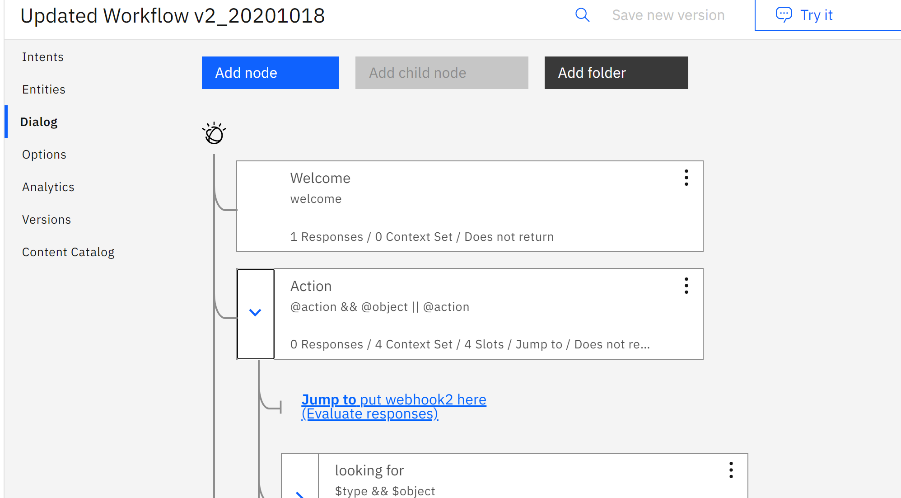 Updated Workflow v2_20201018
Save new version
Try it
Intents
Entities
Dialog
Options
Analytics
Versions
Content Catalog
Add node
Add child node
Add folder
Welcome
welcome
1 Responses / 0 Context Set / Does not return
Action
@action && @object || @action
0 Responses / 4 Context Set / 4 Slots / Jump to / Does not re...
Jump to put webhook2 here
(Evaluate responses)
looking for
$type && $object